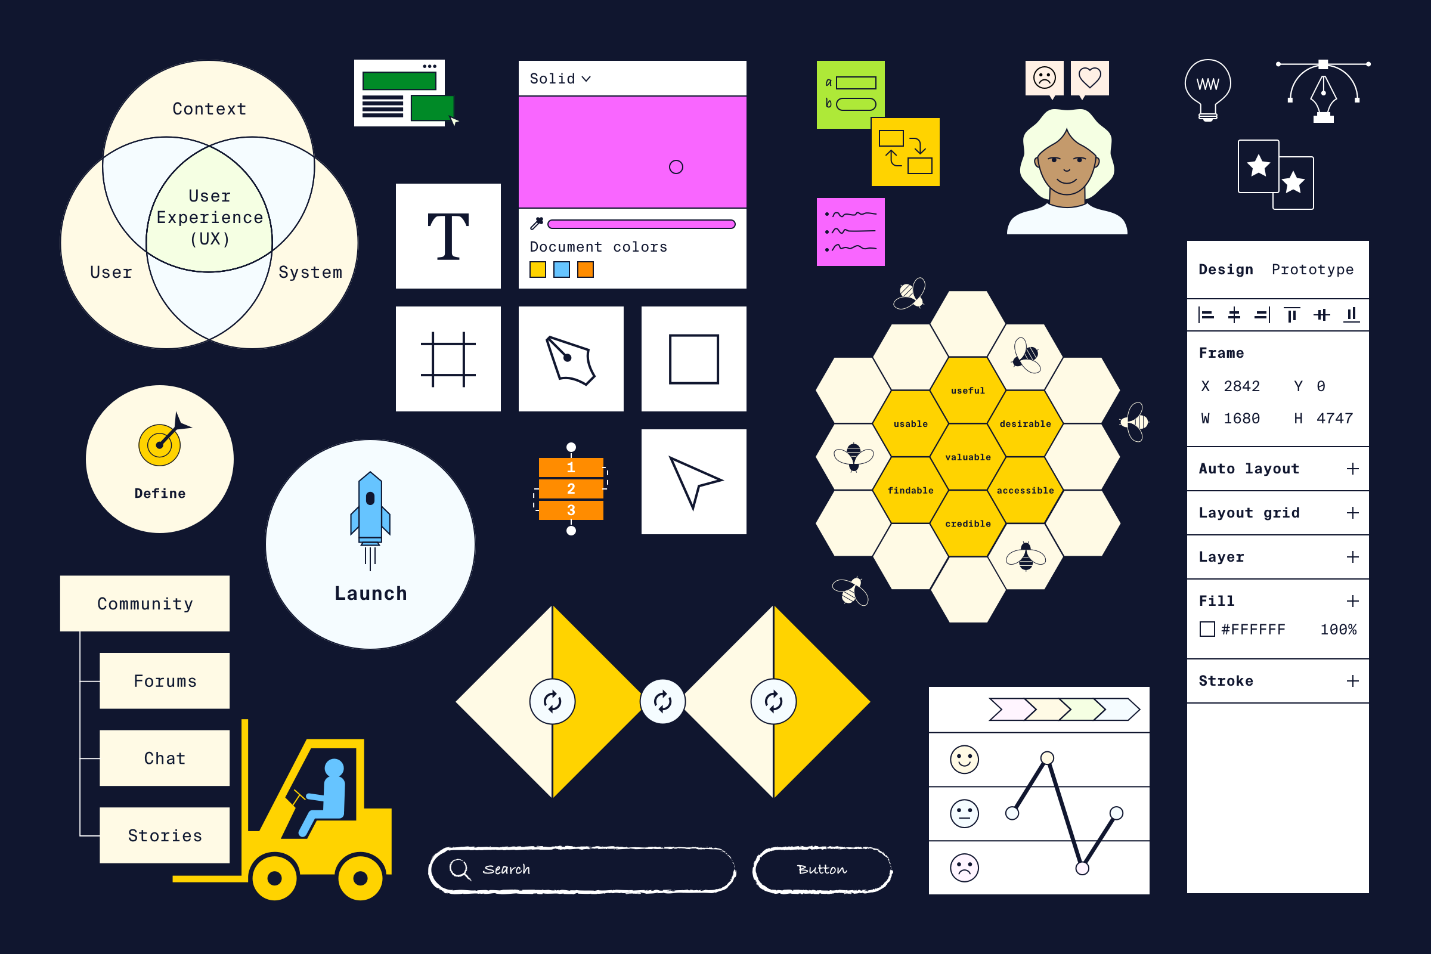 Context
User
Experience
(UX)
User
System
Solid
T
Document colors
a
b
Design Prototype
Frame
X 2842 Y 0
W 1680 H 4747
Auto layout +
Layout grid +
Layer +
Fill +
#FFFFFF 100%
Stroke +
useful
usable
desirable
valuable
findable
accessible
credible
Define
Launch
1
2
3
Community
Forums
Chat
Stories
Search
Button